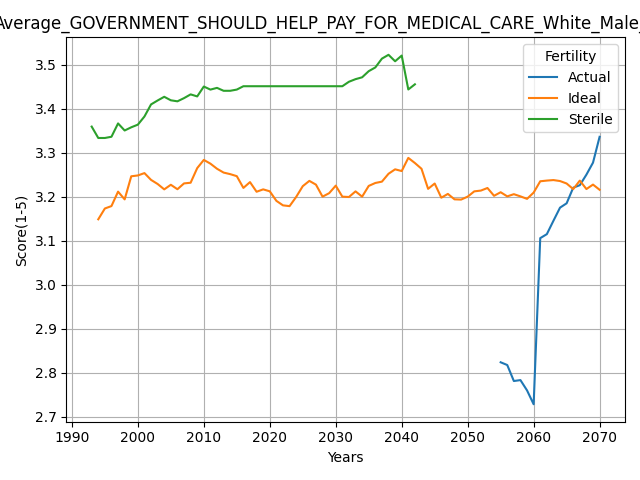 Average_GOVERNMENT_SHOULD_HELP_PAY_FOR_MEDICAL_CARE_White_Male_
Fertility
Actual
Ideal
Sterile
Score(1-5)
3.5
3.4
3.3
3.2
3.1
3.0
2.9
2.8
2.7
1990 2000 2010 2020 2030 2040 2050 2060 2070
Years